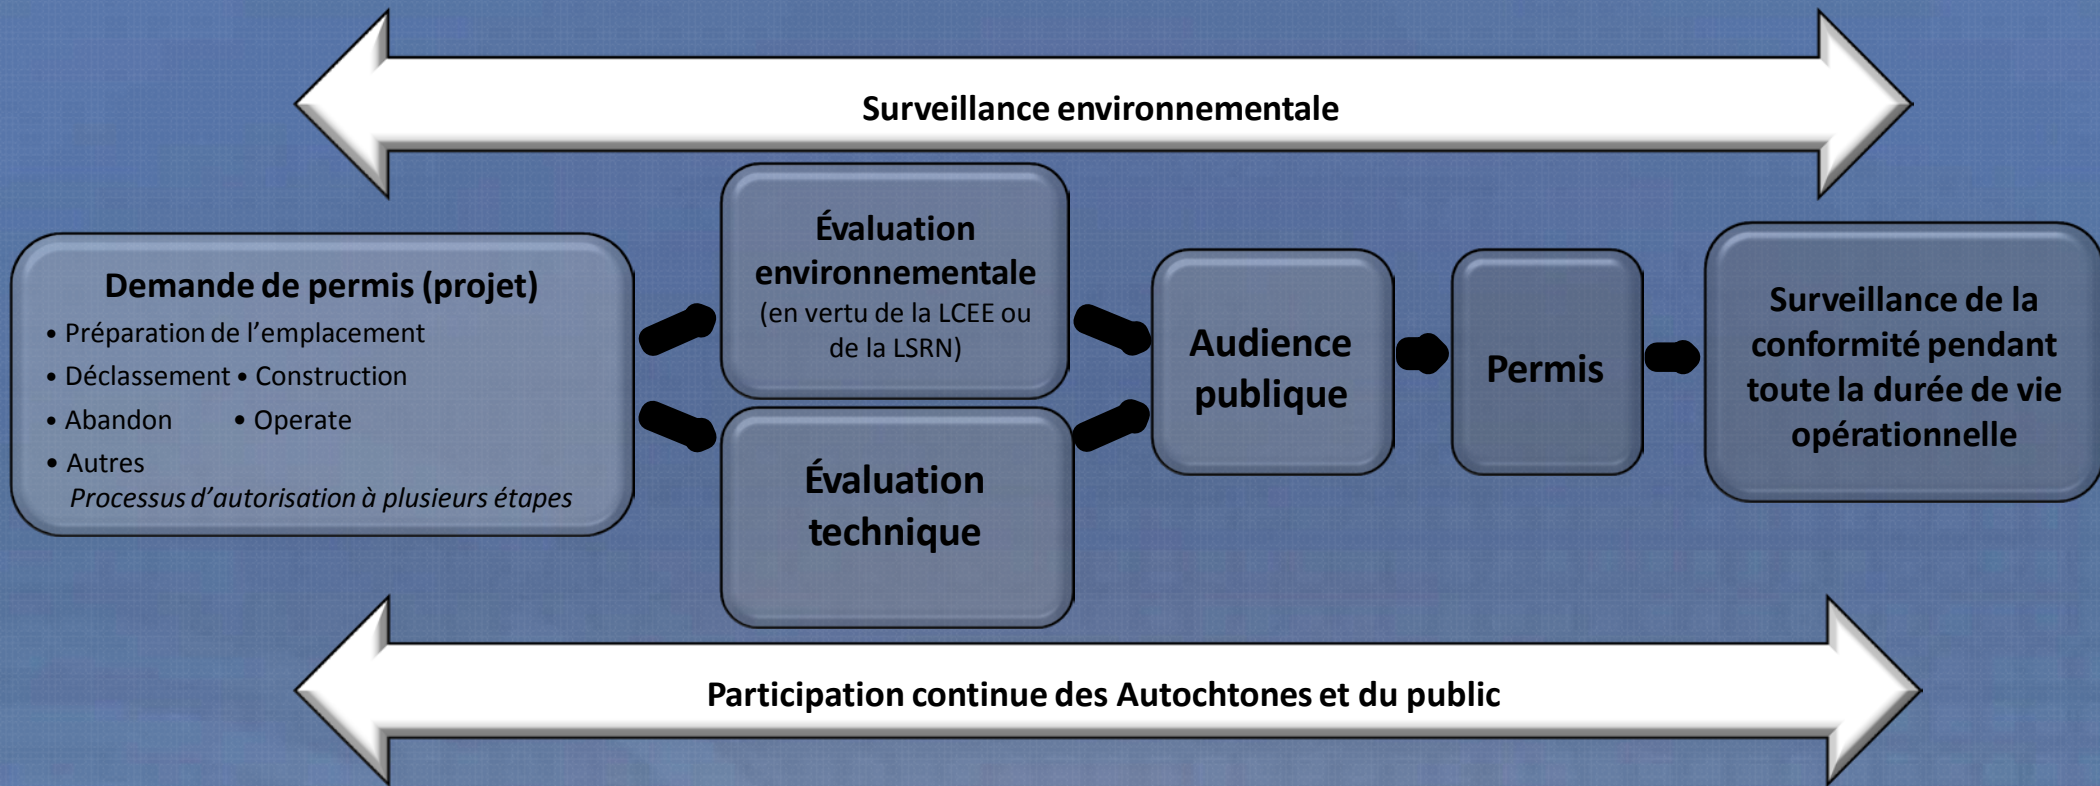 Surveillance environnementale
Demande de permis (projet)
• Préparation de l’emplacement
• Déclassement • Construction
• Abandon • Operate
• Autres
Processus d’autorisation à plusieurs étapes
Évaluation
environnementale
(en vertu de la LCEE ou
de la LSRN)
Évaluation
technique
Audience
publique
Permis
Surveillance de la
conformité pendant
toute la durée de vie
opérationnelle
Participation continue des Autochtones et du public